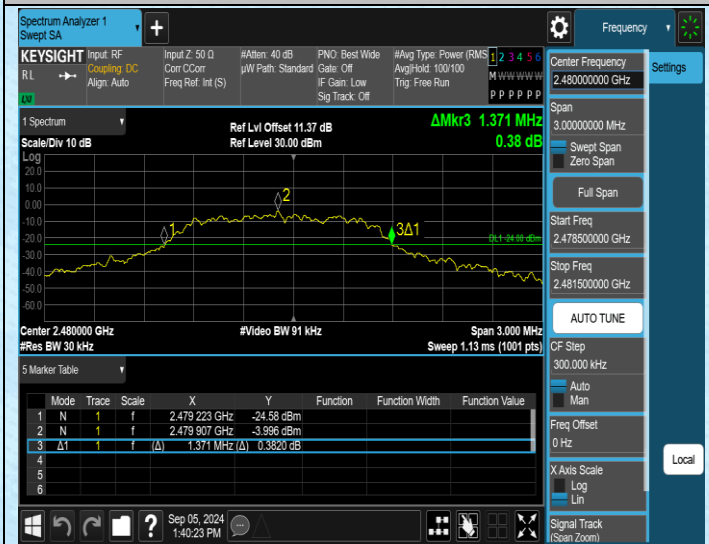 Spectrum Analyzer 1
Swept SA
+
Frequency
KEYSIGHT
RL
LXI
Input: RF
Coupling: DC
Align: Auto
Input Z: 50 Ω
Corr CCorr
Freq Ref: Int (S)
#Atten: 40 dB
µW Path: Standard
PNO: Best Wide
Gate: Off
IF Gain: Low
Sig Track: Off
#Avg Type: Power (RMS
Avg|Hold: 100/100
Trig: Free Run
1 2 3 4 5 6
M W W W W W
P P P P P P
Center Frequency
2.480000000 GHz
Settings
1 Spectrum
Scale/Div 10 dB
Ref Lvl Offset 11.37 dB
Ref Level 30.00 dBm
ΔMkr3 1.371 MHz
0.38 dB
Log
20.0
10.0
0.00
-10.0
-20.0
-30.0
-40.0
-50.0
-60.0
1
2
3Δ1
DL1 -24.00 dBm
Center 2.480000 GHz
#Res BW 30 kHz
#Video BW 91 kHz
Span 3.000 MHz
Sweep 1.13 ms (1001 pts)
Span
3.00000000 MHz
Swept Span
Zero Span
Full Span
Start Freq
2.478500000 GHz
Stop Freq
2.481500000 GHz
AUTO TUNE
CF Step
300.000 kHz
Auto
Man
Freq Offset
0 Hz
X Axis Scale
Log
Lin
Signal Track
(Span Zoom)
Local
5 Marker Table
Mode Trace Scale X Y Function Function Width Function Value
1 N 1 f 2.479 223 GHz -24.58 dBm
2 N 1 f 2.479 907 GHz -3.996 dBm
3 Δ1 1 f (Δ) 1.371 MHz (Δ) 0.3820 dB
4
5
6
?
Sep 05, 2024
1:40:23 PM